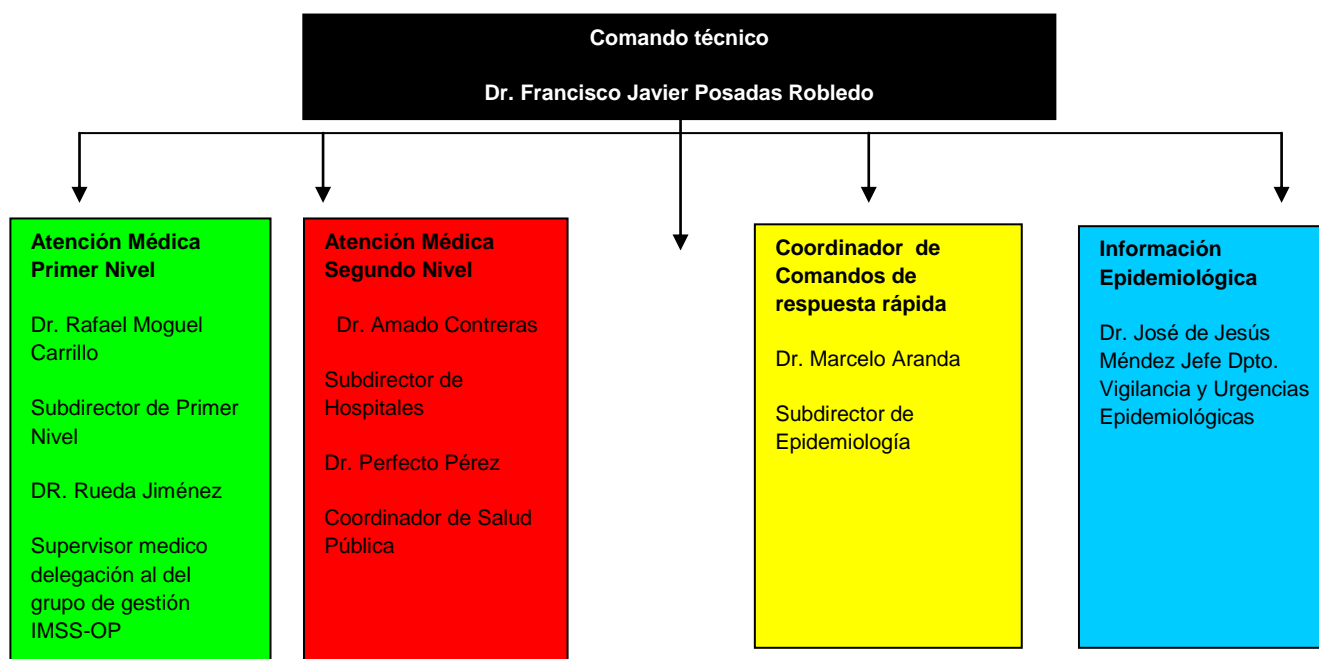 Comando técnico
Dr. Francisco Javier Posadas Robledo
Atención Médica
Primer Nivel
Dr. Rafael Moguel
Carrillo
Subdirector de Primer
Nivel
DR. Rueda Jiménez
Supervisor medico
delegación al del
grupo de gestión
IMSS-OP
Atención Médica
Segundo Nivel
Dr. Amado Contreras
Subdirector de
Hospitales
Dr. Perfecto Pérez
Coordinador de Salud
Pública
Coordinador de
Comandos de
respuesta rápida
Dr. Marcelo Aranda
Subdirector de
Epidemiología
Información
Epidemiológica
Dr. José de Jesús
Méndez Jefe Dpto.
Vigilancia y Urgencias
Epidemiológicas